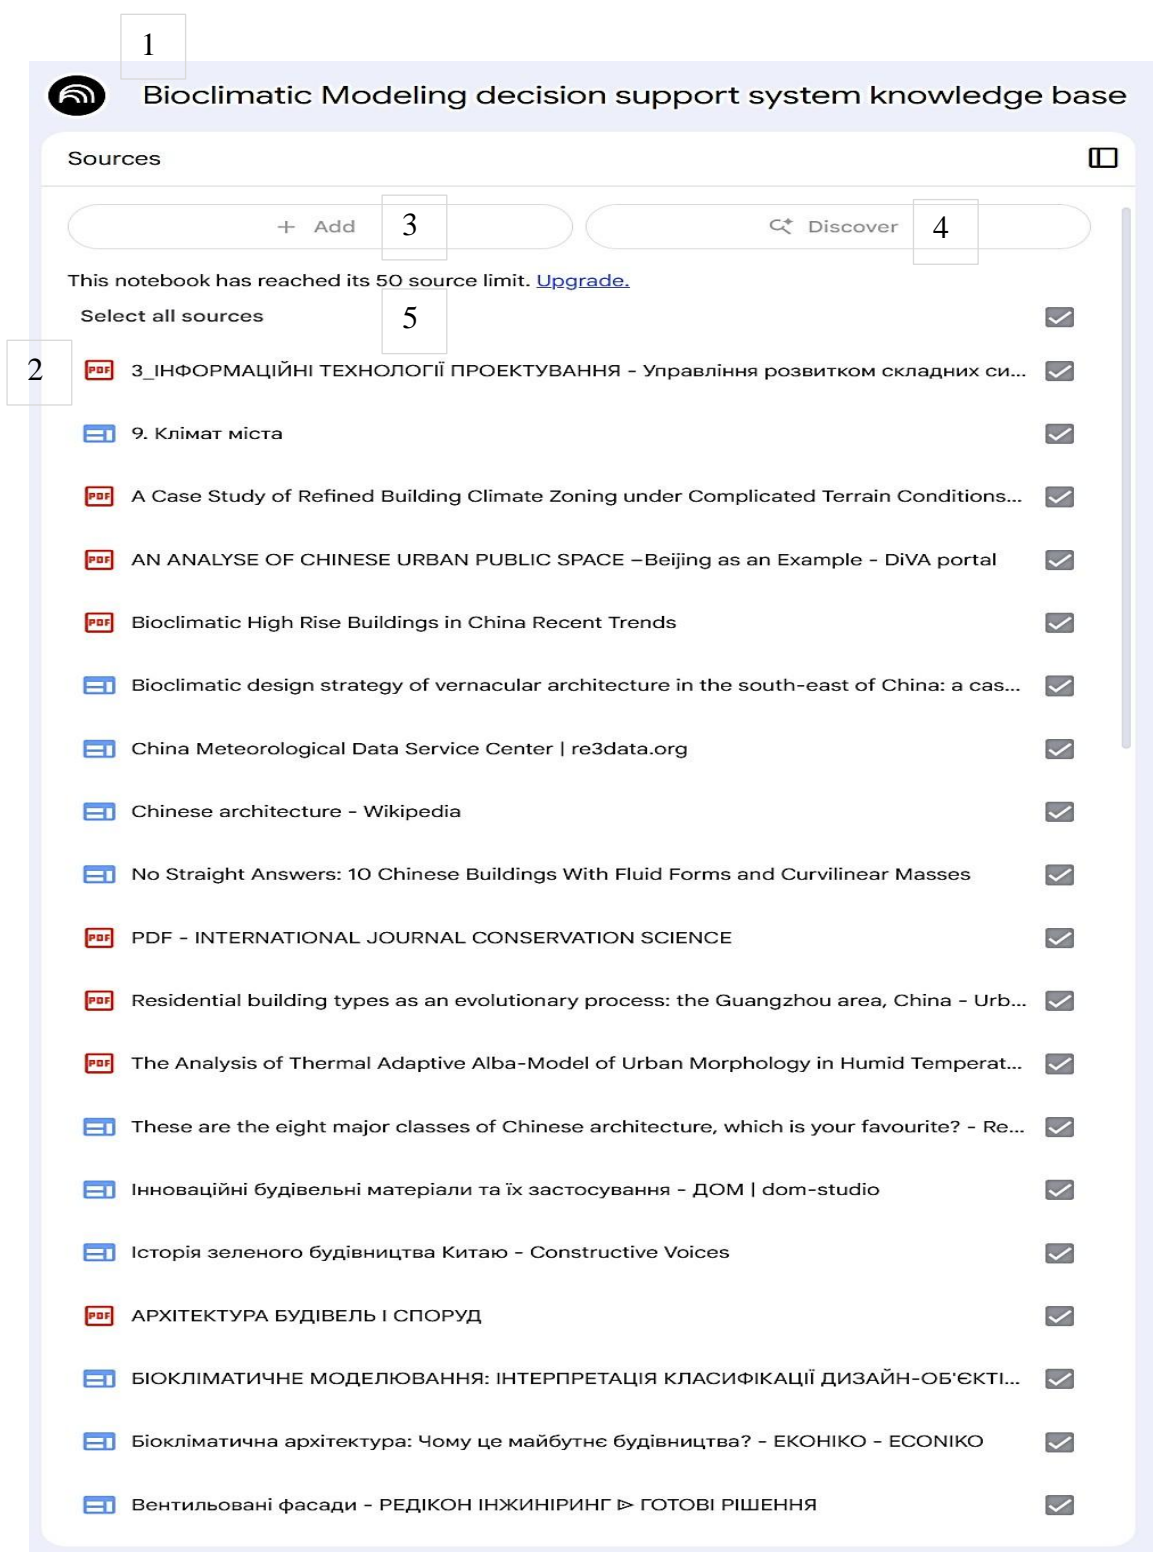 1
Bioclimatic Modeling decision support system knowledge base
Sources
+ Add 3
Discover 4
This notebook has reached its 50 source limit. Upgrade.
Select all sources 5
2 PDF 3_ІНФОРМАЦІЙНІ ТЕХНОЛОГІЇ ПРОЕКТУВАННЯ - Управління розвитком складних си...
9. Клімат міста
PDF A Case Study of Refined Building Climate Zoning under Complicated Terrain Conditions...
PDF AN ANALYSE OF CHINESE URBAN PUBLIC SPACE –Beijing as an Example - DiVA portal
PDF Bioclimatic High Rise Buildings in China Recent Trends
Bioclimatic design strategy of vernacular architecture in the south-east of China: a cas...
China Meteorological Data Service Center | re3data.org
Chinese architecture - Wikipedia
No Straight Answers: 10 Chinese Buildings With Fluid Forms and Curvilinear Masses
PDF PDF - INTERNATIONAL JOURNAL CONSERVATION SCIENCE
PDF Residential building types as an evolutionary process: the Guangzhou area, China - Urb...
PDF The Analysis of Thermal Adaptive Alba-Model of Urban Morphology in Humid Temperat...
These are the eight major classes of Chinese architecture, which is your favourite? - Re...
Інноваційні будівельні матеріали та їх застосування - ДОМ | dom-studio
Історія зеленого будівництва Китаю - Constructive Voices
PDF АРХІТЕКТУРА БУДІВЕЛЬ І СПОРУД
БІОКЛІМАТИЧНЕ МОДЕЛЮВАННЯ: ІНТЕРПРЕТАЦІЯ КЛАСИФІКАЦІЇ ДИЗАЙН-ОБ'ЄКТІ...
Біокліматична архітектура: Чому це майбутнє будівництва? - ЕКОНІКО - ECONIKO
Вентильовані фасади - РЕДІКОН ІНЖИНІРИНГ ⊳ ГОТОВІ РІШЕННЯ